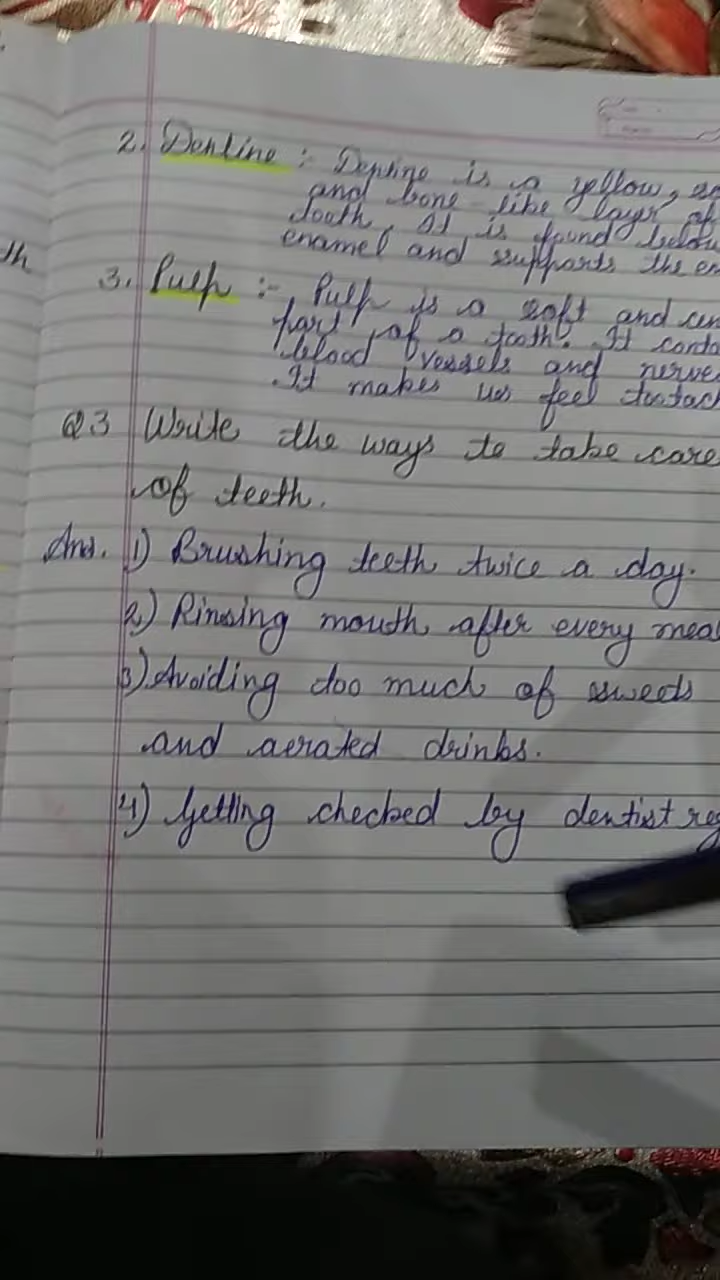 th
2. Dentine :- Dentine is a yellow,
and bone like layer of
tooth. It is found below
enamel and supports the
3. Pulp :- Pulp is a soft and
part of a tooth. It
blood vessels and
It makes us feel
Q3 Write the ways to take care
of teeth.
Ans. 1) Brushing teeth twice a day.
2) Rinsing mouth after every
3) Avoiding too much of sweets
and aerated drinks.
4) Getting checked by dentist